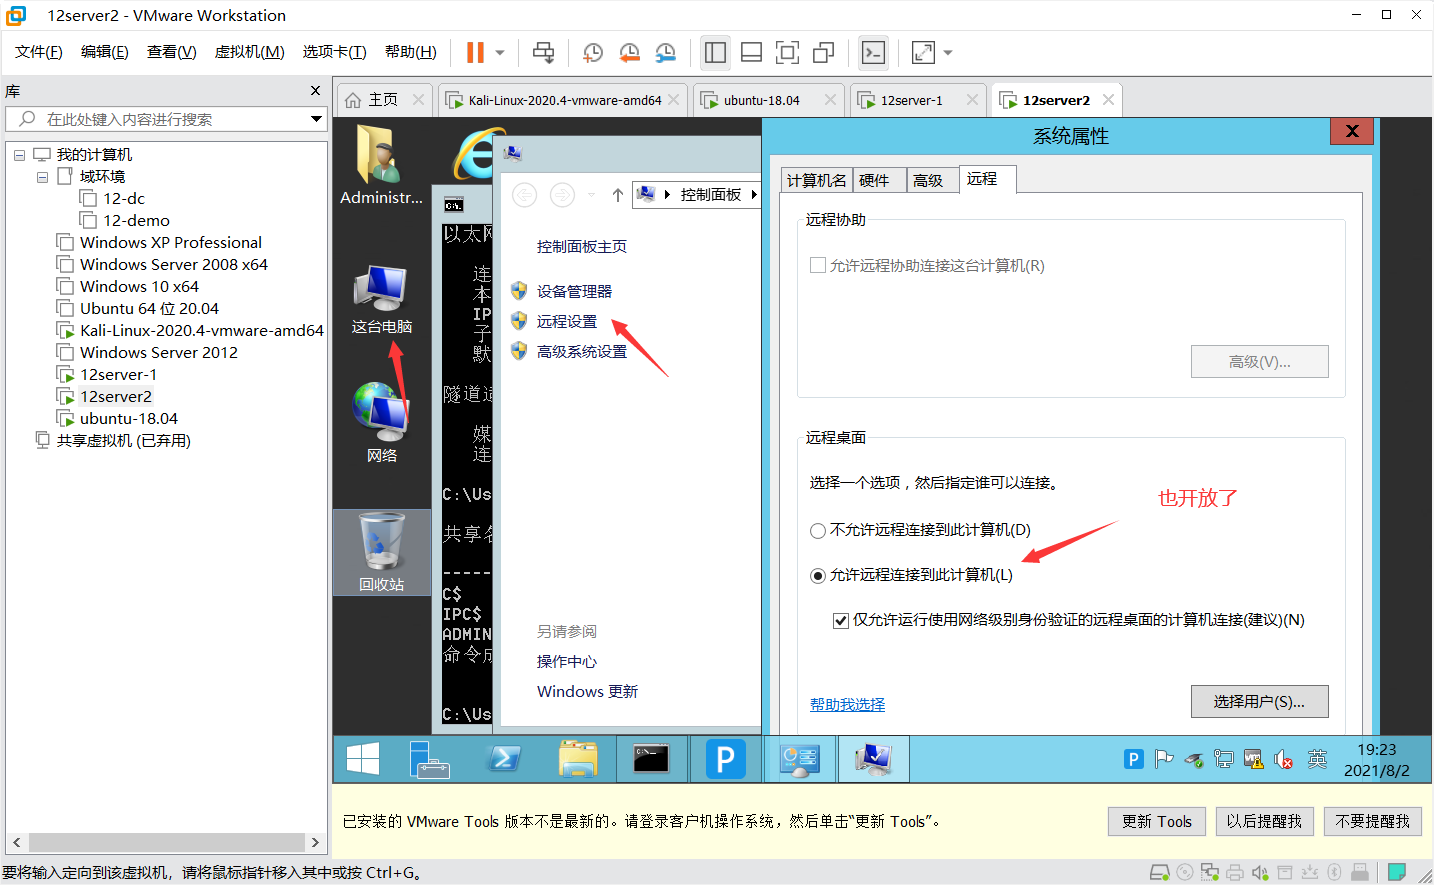 12server2 - VMware Workstation
文件(F) 编辑(E) 查看(V) 虚拟机(M) 选项卡(T) 帮助(H)
库
在此处键入内容进行搜索
我的计算机
域环境
12-dc
12-demo
Windows XP Professional
Windows Server 2008 x64
Windows 10 x64
Ubuntu 64 位 20.04
Kali-Linux-2020.4-vmware-amd64
Windows Server 2012
12server-1
12server2
ubuntu-18.04
共享虚拟机 (已弃用)
主页 Kali-Linux-2020.4-vmware-amd64 ubuntu-18.04 12server-1 12server2
Administr...
这台电脑
网络
回收站
C:\.
以太网
连
本
IP
子
默
隧道适
媒
连
C:\Us
共享名
-----
C$
IPC$
ADMIN
命令成
C:\Us
控制面板
控制面板主页
设备管理器
远程设置
高级系统设置
另请参阅
操作中心
Windows 更新
系统属性
计算机名 硬件 高级 远程
远程协助
允许远程协助连接这台计算机(R)
高级(V)...
远程桌面
选择一个选项，然后指定谁可以连接。
也开放了
不允许远程连接到此计算机(D)
允许远程连接到此计算机(L)
仅允许运行使用网络级别身份验证的远程桌面的计算机连接(建议)(N)
帮助我选择
选择用户(S)...
P
P
英
19:23
2021/8/2
已安装的 VMware Tools 版本不是最新的。请登录客户机操作系统，然后单击“更新 Tools”。
更新 Tools 以后提醒我 不要提醒我
要将输入定向到该虚拟机，请将鼠标指针移入其中或按 Ctrl+G。